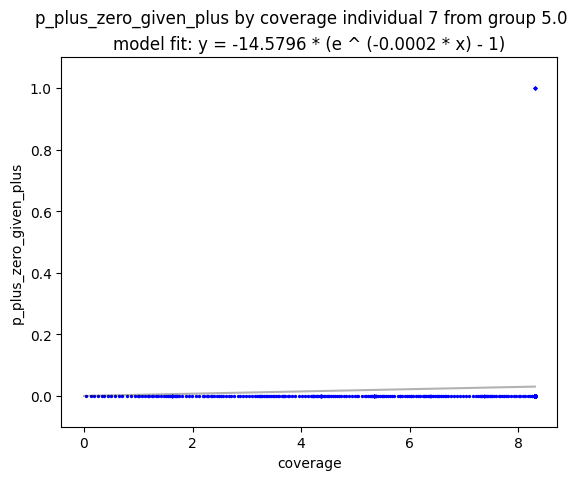 p_plus_zero_given_plus by coverage individual 7 from group 5.0
model fit: y = -14.5796 * (e ^ (-0.0002 * x) - 1)
1.0
0.8
0.6
0.4
0.2
0.0
p_plus_zero_given_plus
0 2 4 6 8
coverage